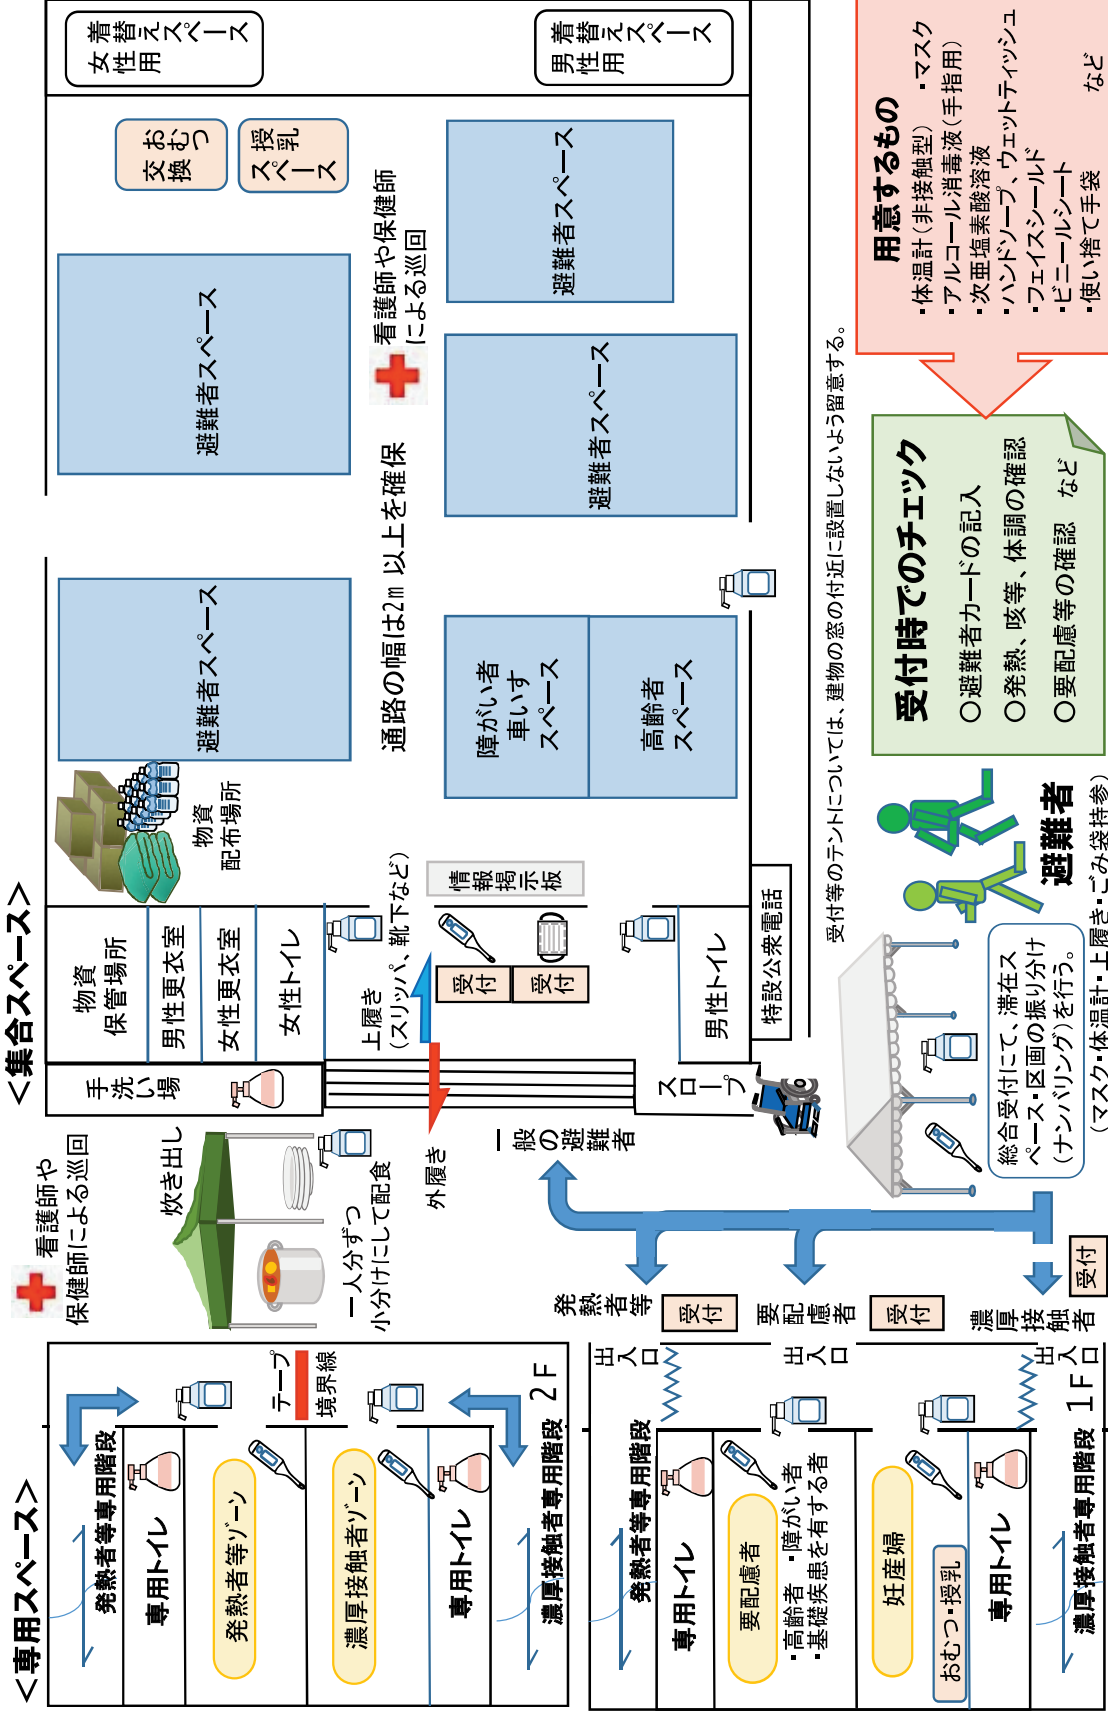 <専用スペース>
発熱者等専用階段
専用トイレ
発熱者等ゾーン
濃厚接触者ゾーン
専用トイレ
濃厚接触者専用階段
2F
テープ
境界線
発熱者等専用階段
専用トイレ
要配慮者
・高齢者 ・障がい者
・基礎疾患を有する者
妊産婦
おむつ・授乳
専用トイレ
濃厚接触者専用階段
1F
出入口
出入口
出入口
看護師や
保健師による巡回
炊き出し
一人分ずつ
小分けにして配食
外履き
一般の避難者
発熱者等
受付
要配慮者
受付
濃厚接触者
受付
<集合スペース>
手洗い場
スロープ
物資
保管場所
男性更衣室
女性更衣室
女性トイレ
上履き
(スリッパ、靴下など)
受付
受付
情報掲示板
男性トイレ
特設公衆電話
物資
配布場所
避難者スペース
避難者スペース
通路の幅は2m 以上を確保
看護師や保健師
による巡回
障がい者
車いす
スペース
高齢者
スペース
避難者スペース
避難者スペース
おむつ
交換
授乳
スペース
女性用
着替えスペース
男性用
着替えスペース
受付等のテントについては、建物の窓の付近に設置しないよう留意する。
総合受付にて、滞在ス
ペース・区画の振り分け
(ナンバリング)を行う。
避難者
(マスク・体温計・上履き・ごみ袋持参)
受付時でのチェック
○避難者カードの記入
○発熱、咳等、体調の確認
○要配慮等の確認 など
用意するもの
・体温計(非接触型) ・マスク
・アルコール消毒液(手指用)
・次亜塩素酸溶液
・ハンドソープ、ウェットティッシュ
・フェイスシールド
・ビニールシート
・使い捨て手袋 など